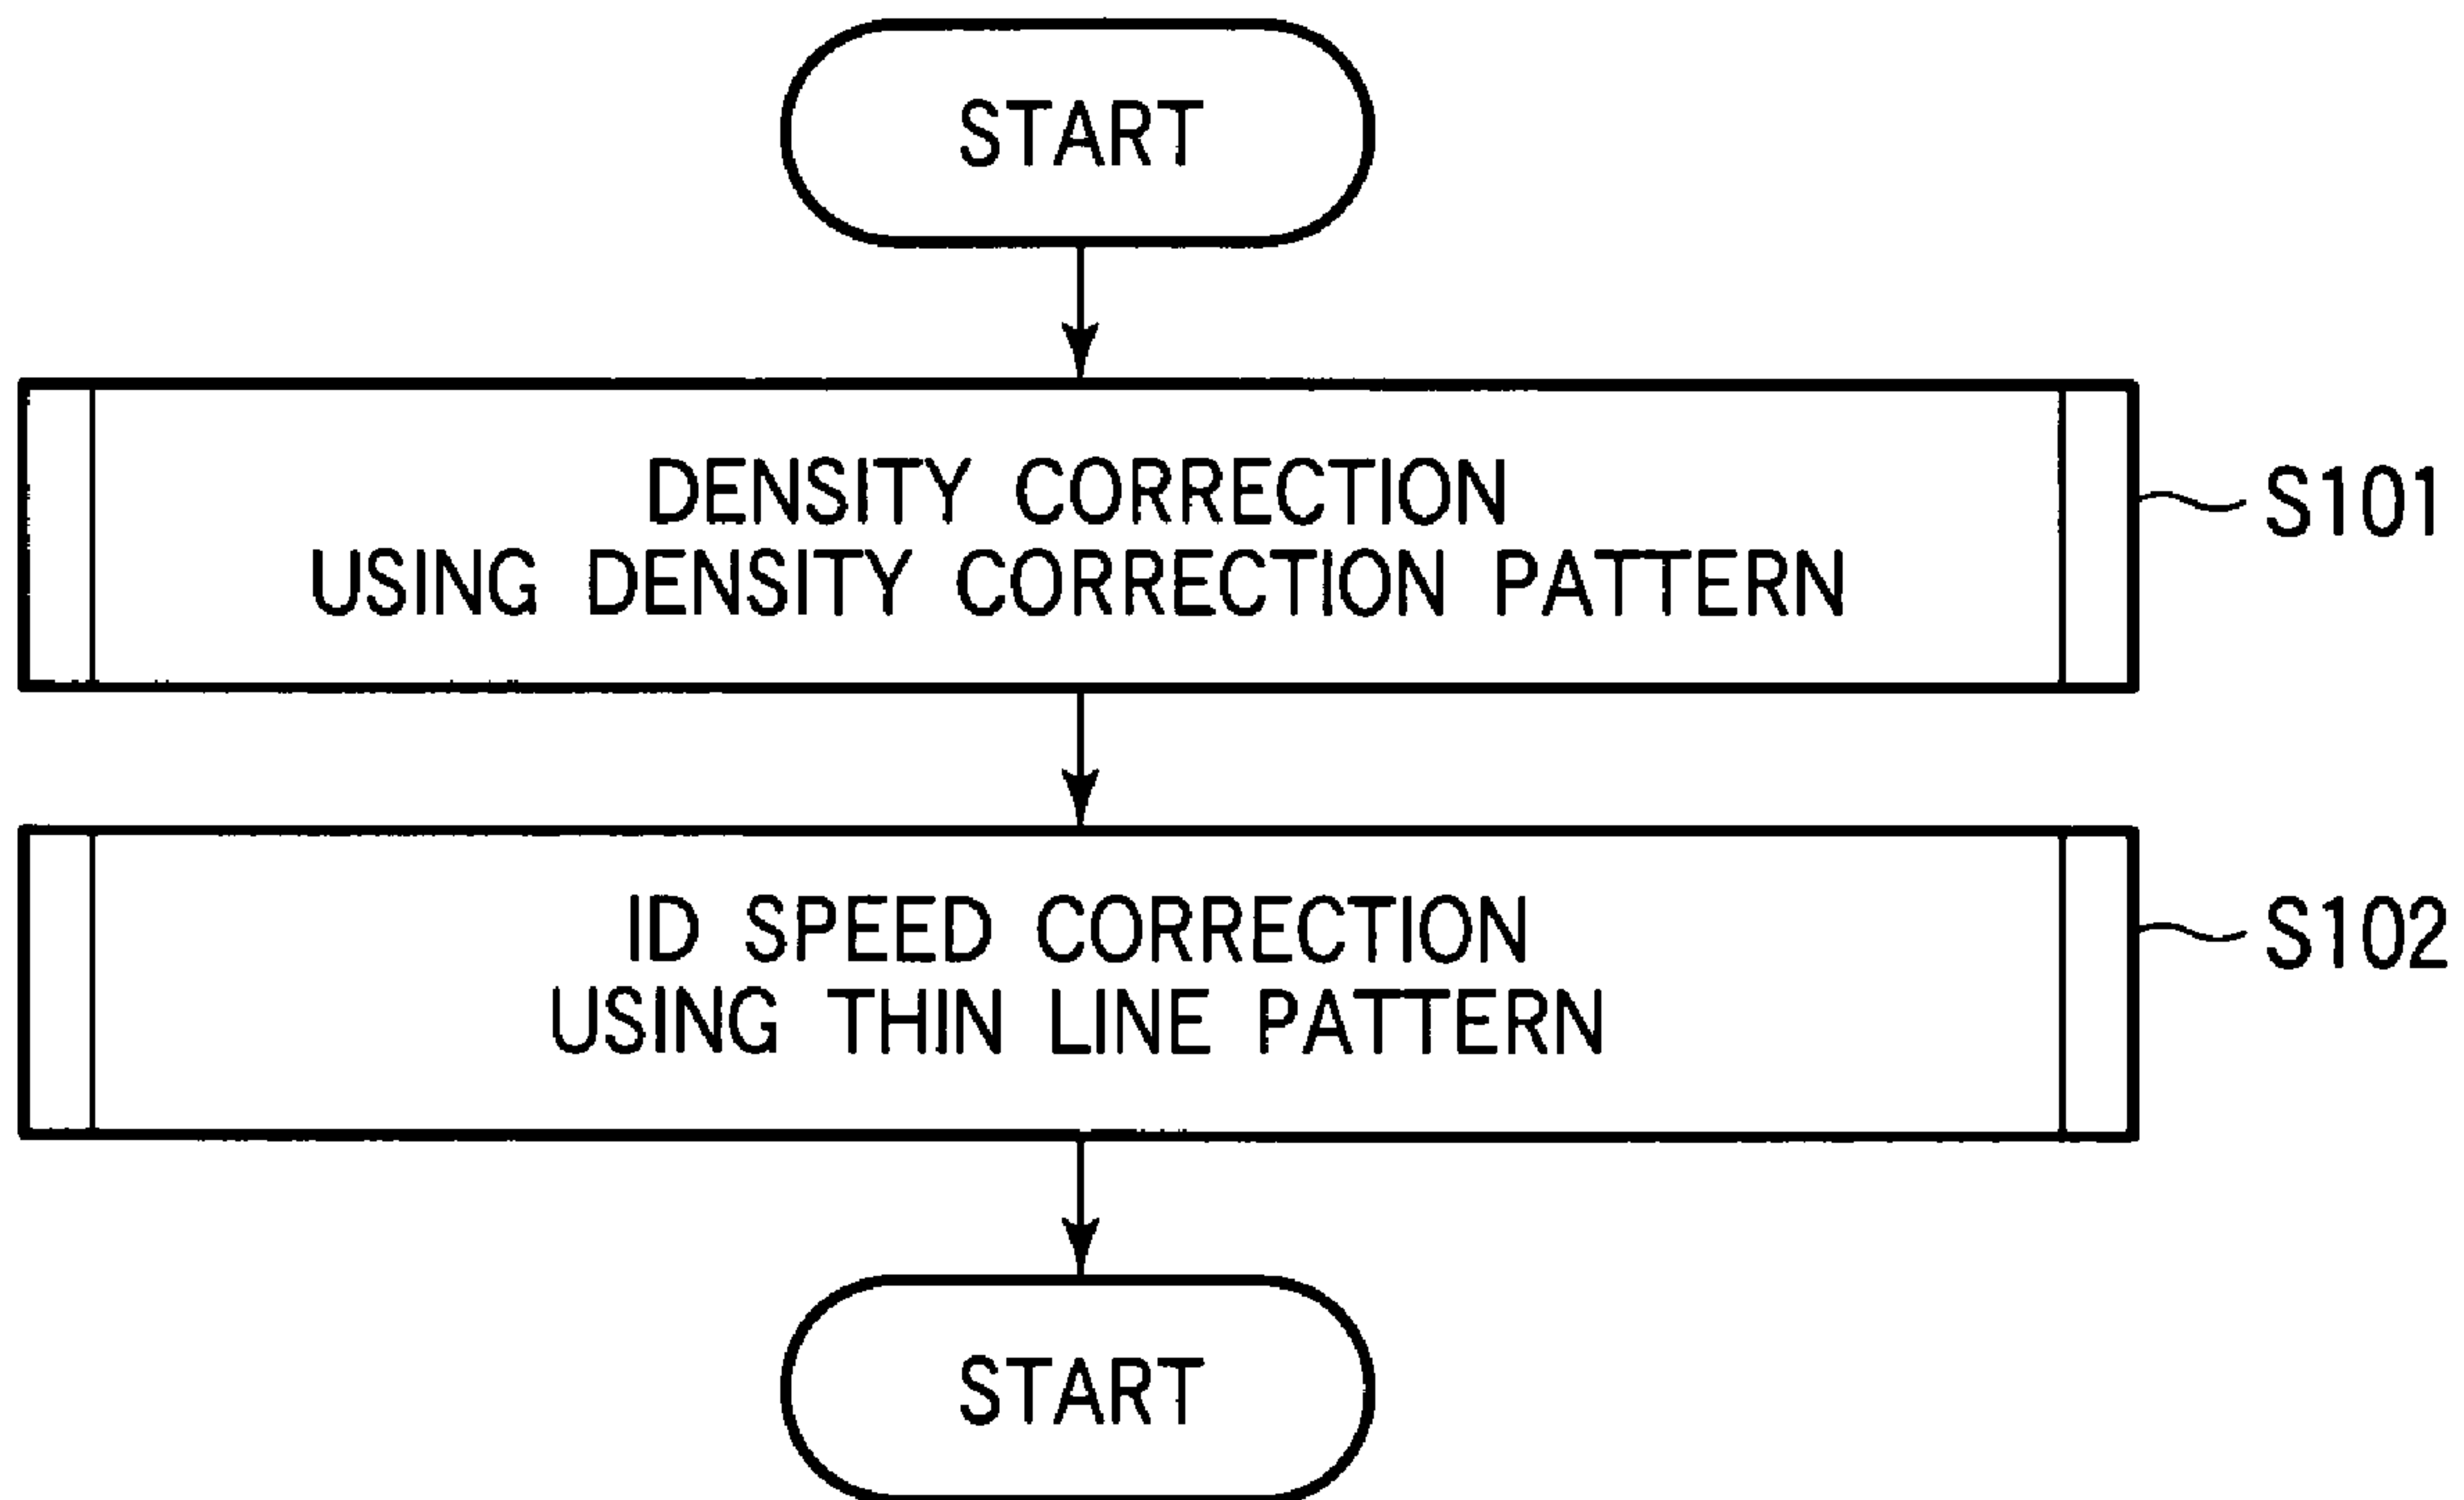 START
DENSITY CORRECTION
USING DENSITY CORRECTION PATTERN
S101
ID SPEED CORRECTION
USING THIN LINE PATTERN
S102
START